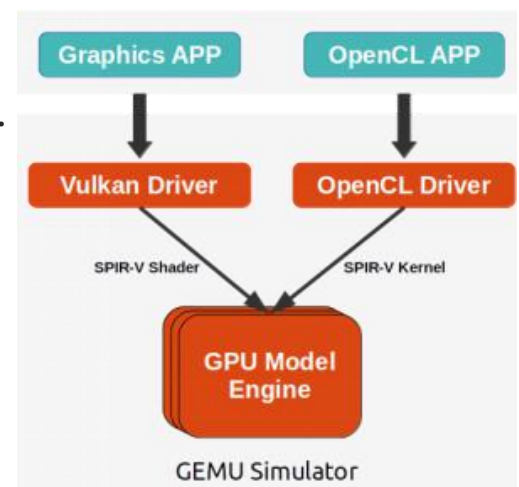 Graphics APP
OpenCL APP
Vulkan Driver
OpenCL Driver
SPIR-V Shader
SPIR-V Kernel
GPU Model
Engine
GEMU Simulator